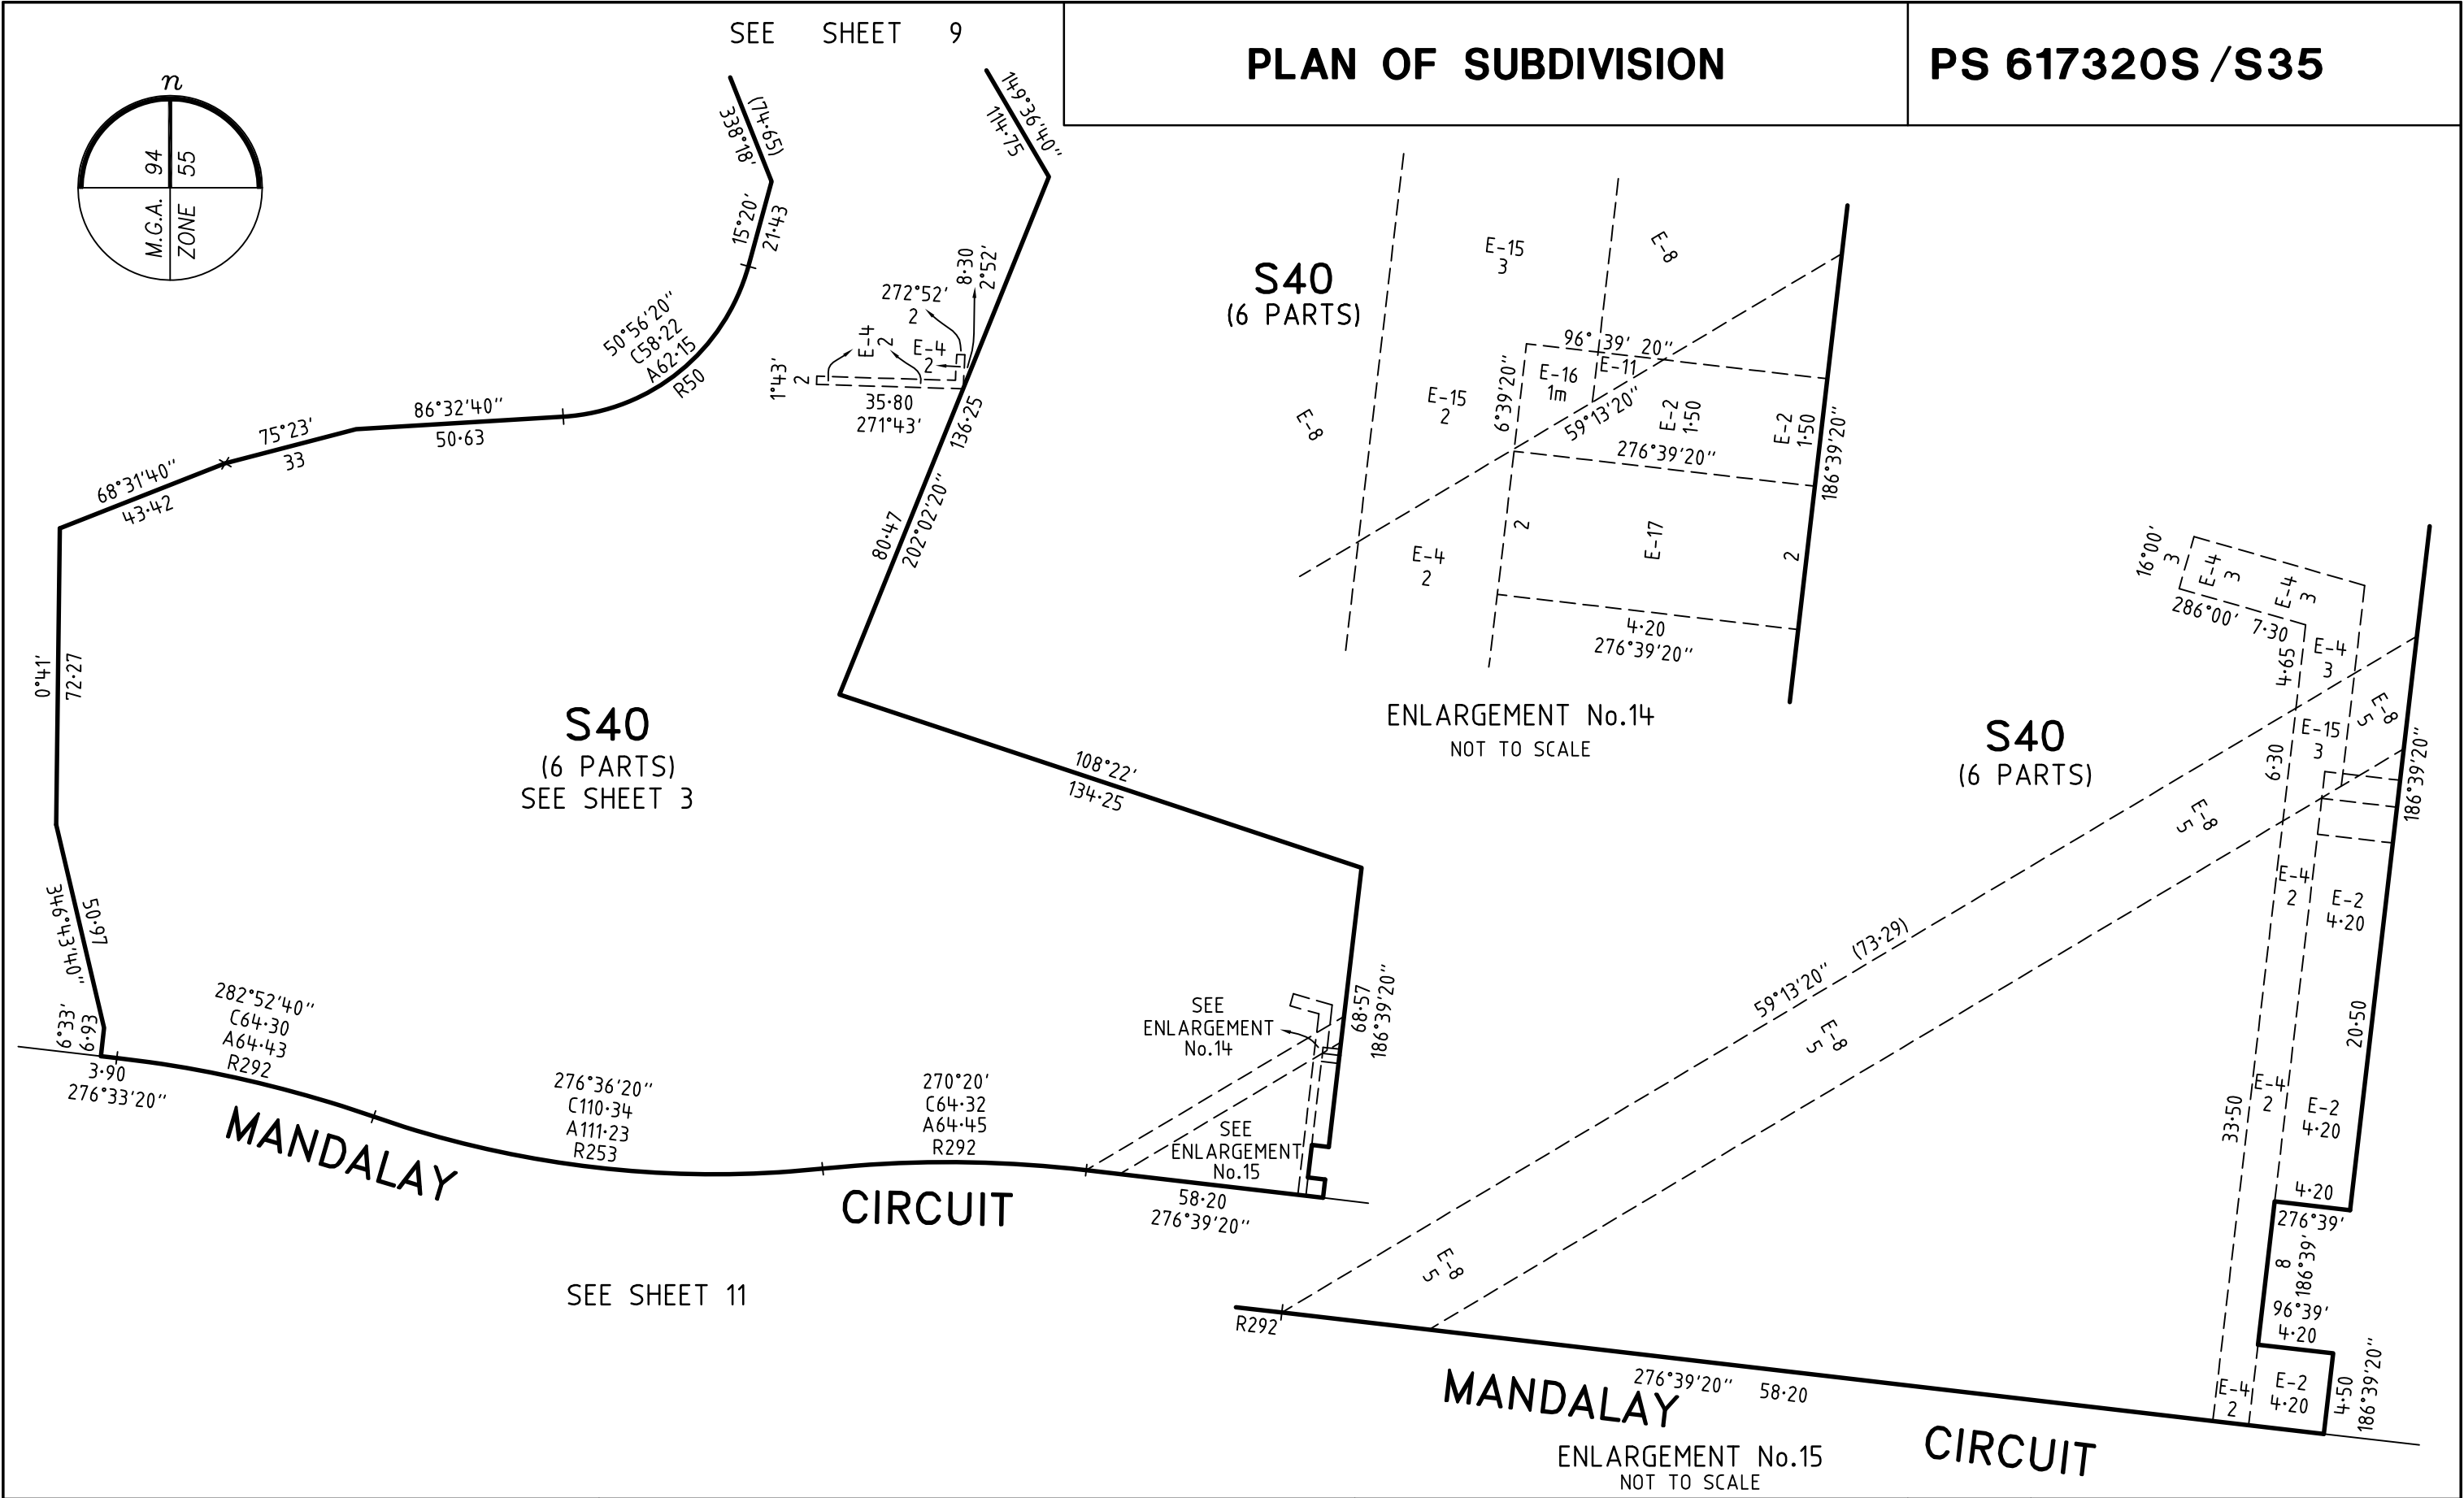 SEE SHEET 9
PLAN OF SUBDIVISION
PS 617320S /S35
n
M.G.A. 94
ZONE 55
(74·65)
338°18'
149°36'40"
114·75
15°20'
21·43
50°56'20"
C58·22
A62·15
R50
86°32'40"
50·63
75°23'
33
68°31'40"
43·42
0°41'
72·27
346°43'40"
50·97
6°33'
6·93
3·90
276°33'20"
1°43'
2
E-4
2
272°52'
2
E-4
2
8·30
2°52'
35·80
271°43'
136·25
80·47
202°02'20"
S40
(6 PARTS)
SEE SHEET 3
108°22'
134·25
68·57
186°39'20"
SEE
ENLARGEMENT
No.14
SEE
ENLARGEMENT
No.15
282°52'40"
C64·30
A64·43
R292
276°36'20"
C110·34
A111·23
R253
270°20'
C64·32
A64·45
R292
58·20
276°39'20"
MANDALAY CIRCUIT
SEE SHEET 11
S40
(6 PARTS)
E-15
3
E-8
E-8
96° 39' 20"
E-16
1m
E-11
6°39'20"
E-15
2
59°13'20"
E-2
1·50
E-2
1·50
276°39'20"
186°39'20"
E-4
2
2
E-17
2
4·20
276°39'20"
ENLARGEMENT No.14
NOT TO SCALE
16°00'
3
E-4
3
E-4
3
286°00' 7·30
4·65
E-4
3
E-8
5
E-15
3
6·30
186°39'20"
S40
(6 PARTS)
E-8
5
E-4
2
E-2
4·20
59°13'20" (73·29)
E-8
5
20·50
E-4
2
E-2
4·20
33·50
4·20
276°39'
8
186°39'
96°39'
4·20
E-8
5
R292
E-4
2
E-2
4·20
4·50
186°39'20"
276°39'20" 58·20
MANDALAY CIRCUIT
ENLARGEMENT No.15
NOT TO SCALE